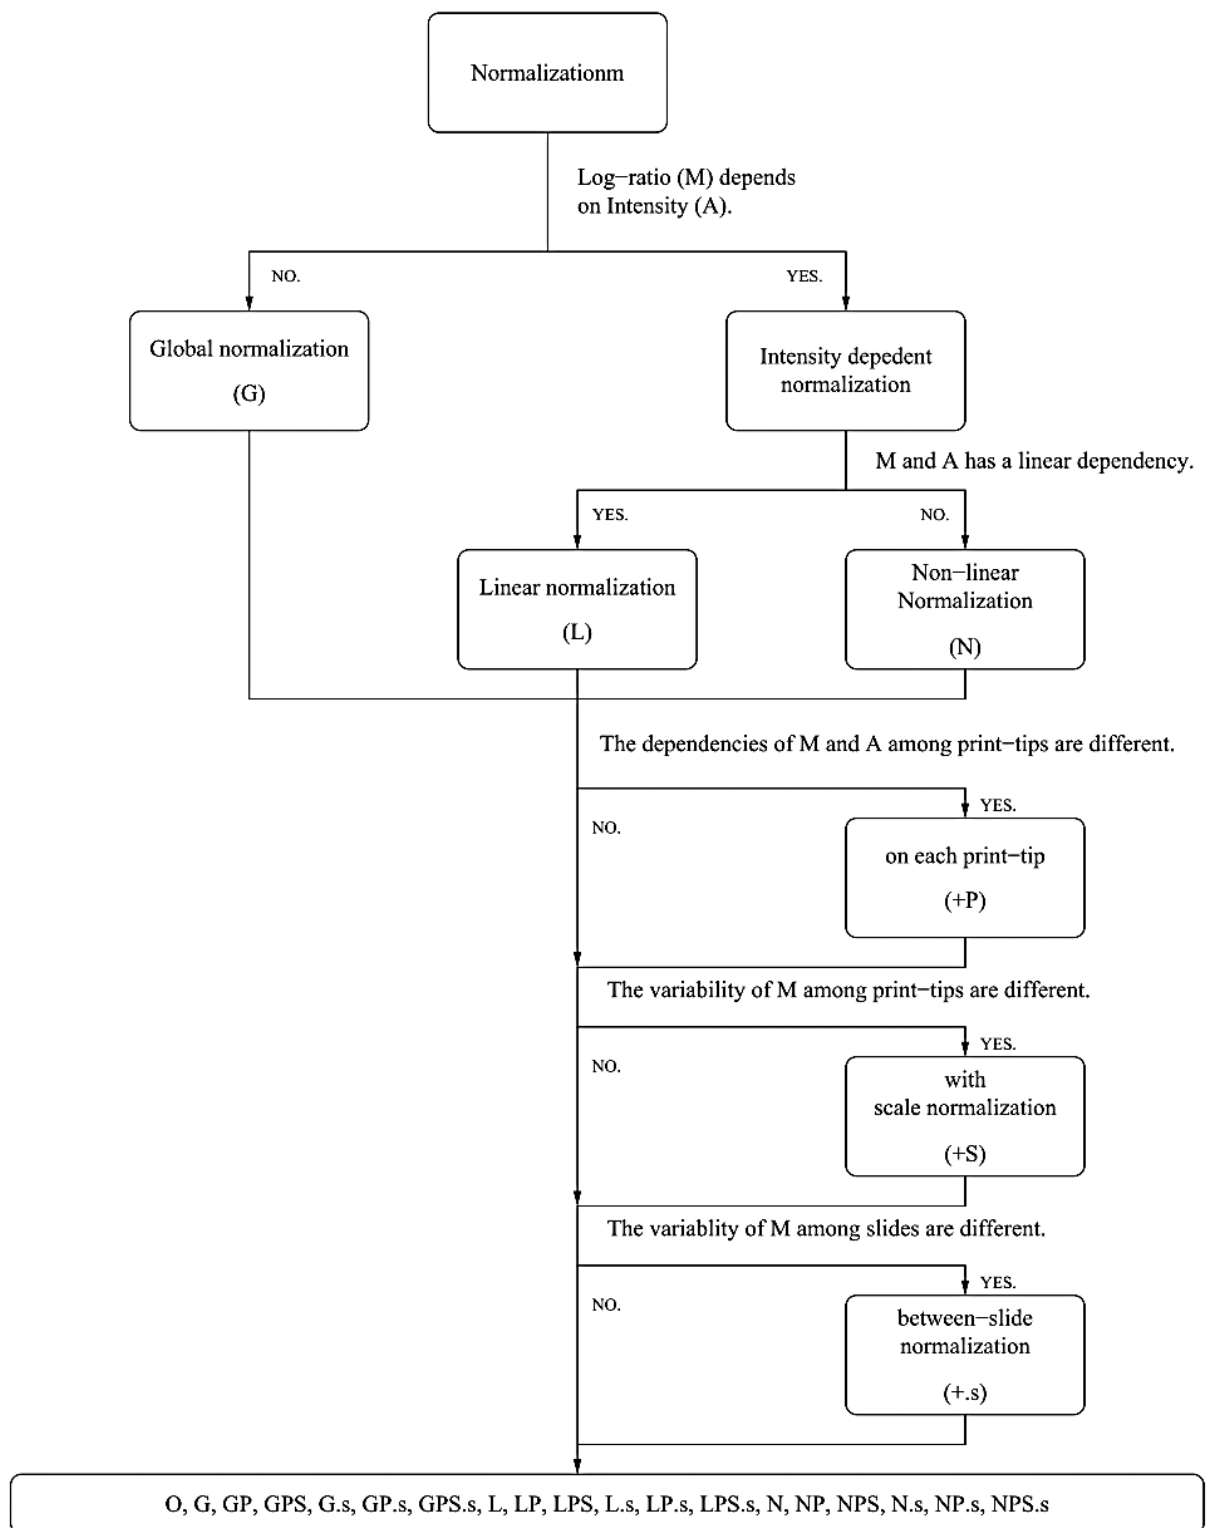 Normalizationm
Log−ratio (M) depends
on Intensity (A).
NO.
YES.
Global normalization
(G)
Intensity depedent
normalization
M and A has a linear dependency.
YES.
NO.
Linear normalization
(L)
Non−linear
Normalization
(N)
The dependencies of M and A among print−tips are different.
YES.
NO.
on each print−tip
(+P)
The variability of M among print−tips are different.
YES.
NO.
with
scale normalization
(+S)
The variablity of M among slides are different.
YES.
NO.
between−slide
normalization
(+.s)
O, G, GP, GPS, G.s, GP.s, GPS.s, L, LP, LPS, L.s, LP.s, LPS.s, N, NP, NPS, N.s, NP.s, NPS.s